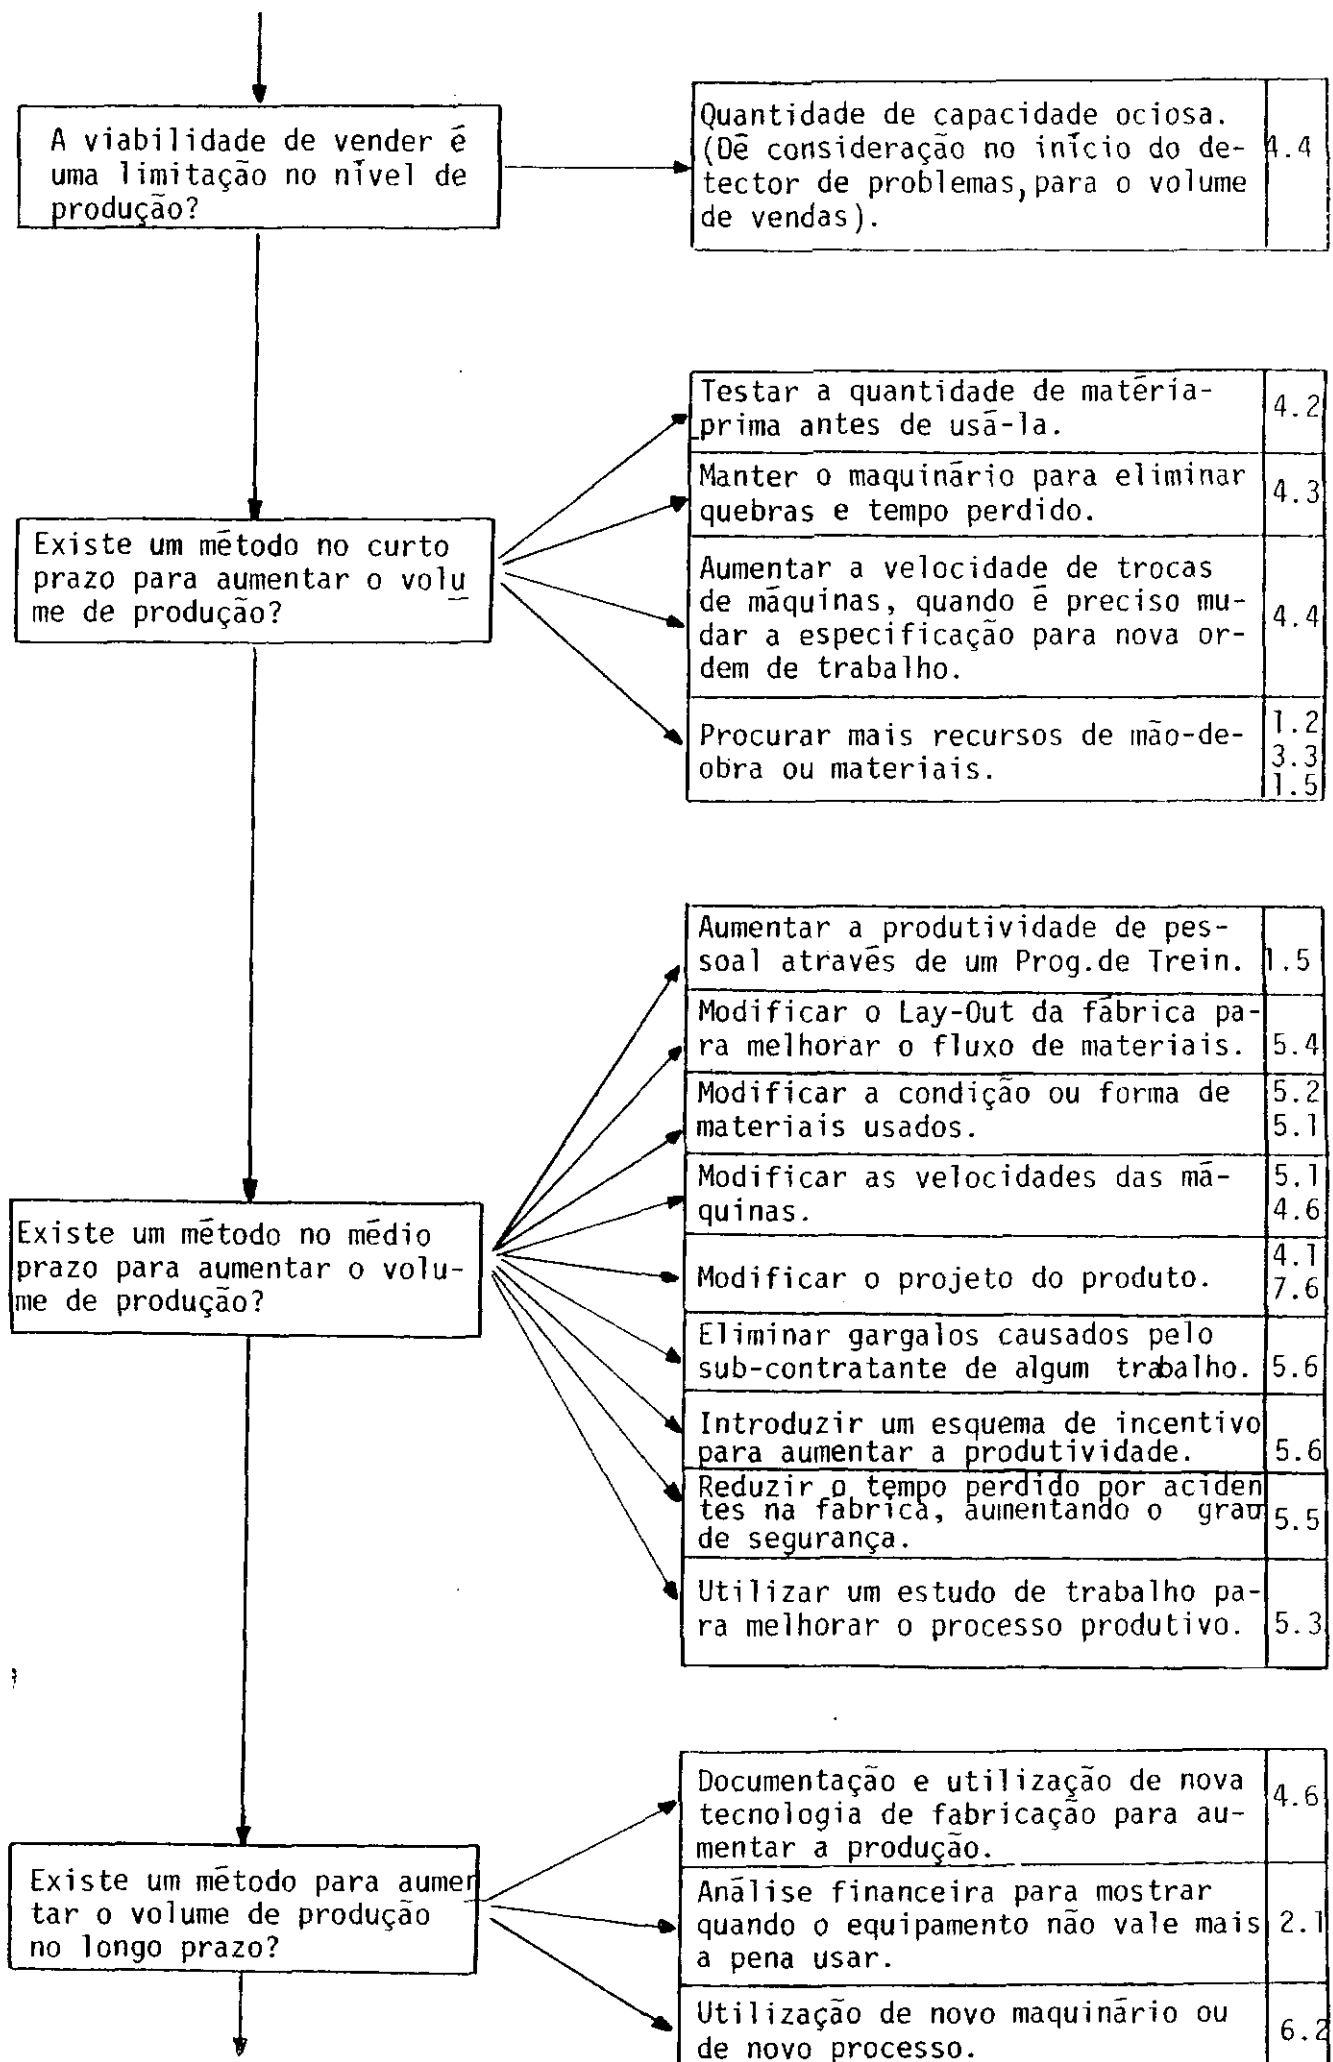 A viabilidade de vender é
uma limitação no nível de
produção?
Quantidade de capacidade ociosa.
(Dê consideração no início do de-
tector de problemas, para o volume
de vendas).
4.4
Existe um método no curto
prazo para aumentar o volu
me de produção?
Testar a quantidade de matéria-
prima antes de usá-la.
4.2
Manter o maquinário para eliminar
quebras e tempo perdido.
4.3
Aumentar a velocidade de trocas
de máquinas, quando é preciso mu-
dar a especificação para nova or-
dem de trabalho.
4.4
Procurar mais recursos de mão-de-
obra ou materiais.
1.2
3.3
1.5
Existe um método no médio
prazo para aumentar o volu-
me de produção?
Aumentar a produtividade de pes-
soal através de um Prog.de Trein.
1.5
Modificar o Lay-Out da fábrica pa-
ra melhorar o fluxo de materiais.
5.4
Modificar a condição ou forma de
materiais usados.
5.2
5.1
Modificar as velocidades das má-
quinas.
5.1
4.6
Modificar o projeto do produto.
4.1
7.6
Eliminar gargalos causados pelo
sub-contratante de algum trabalho.
5.6
Introduzir um esquema de incentivo
para aumentar a produtividade.
5.6
Reduzir o tempo perdido por aciden
tes na fábrica, aumentando o grau
de segurança.
5.5
Utilizar um estudo de trabalho pa-
ra melhorar o processo produtivo.
5.3
Existe um método para aumen
tar o volume de produção
no longo prazo?
Documentação e utilização de nova
tecnologia de fabricação para au-
mentar a produção.
4.6
Análise financeira para mostrar
quando o equipamento não vale mais
a pena usar.
2.1
Utilização de novo maquinário ou
de novo processo.
6.2